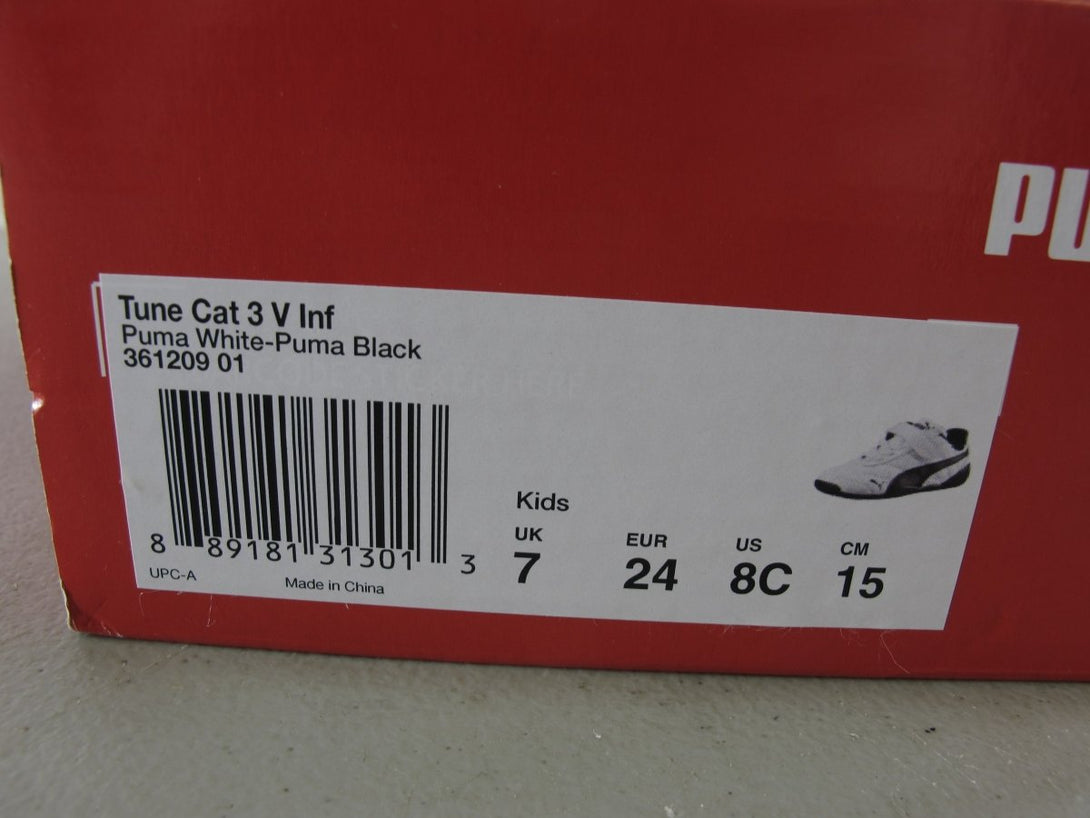 PU
Tune Cat 3 V Inf
Puma White-Puma Black
361209 01
8 89181 31301 3
UPC-A
Made in China
Kids
UK EUR US CM
7 24 8C 15